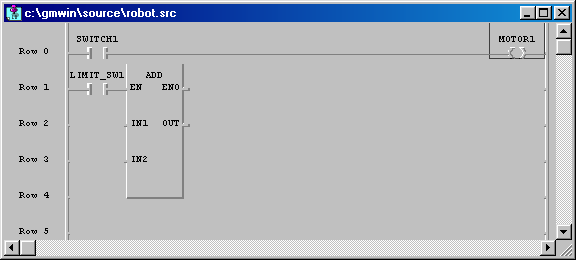 c:\gmwin\source\robot.src
SWITCH1 MOTOR1
Row 0
LIMIT_SW1 ADD
Row 1 EN ENO
Row 2 IN1 OUT
Row 3 IN2
Row 4
Row 5